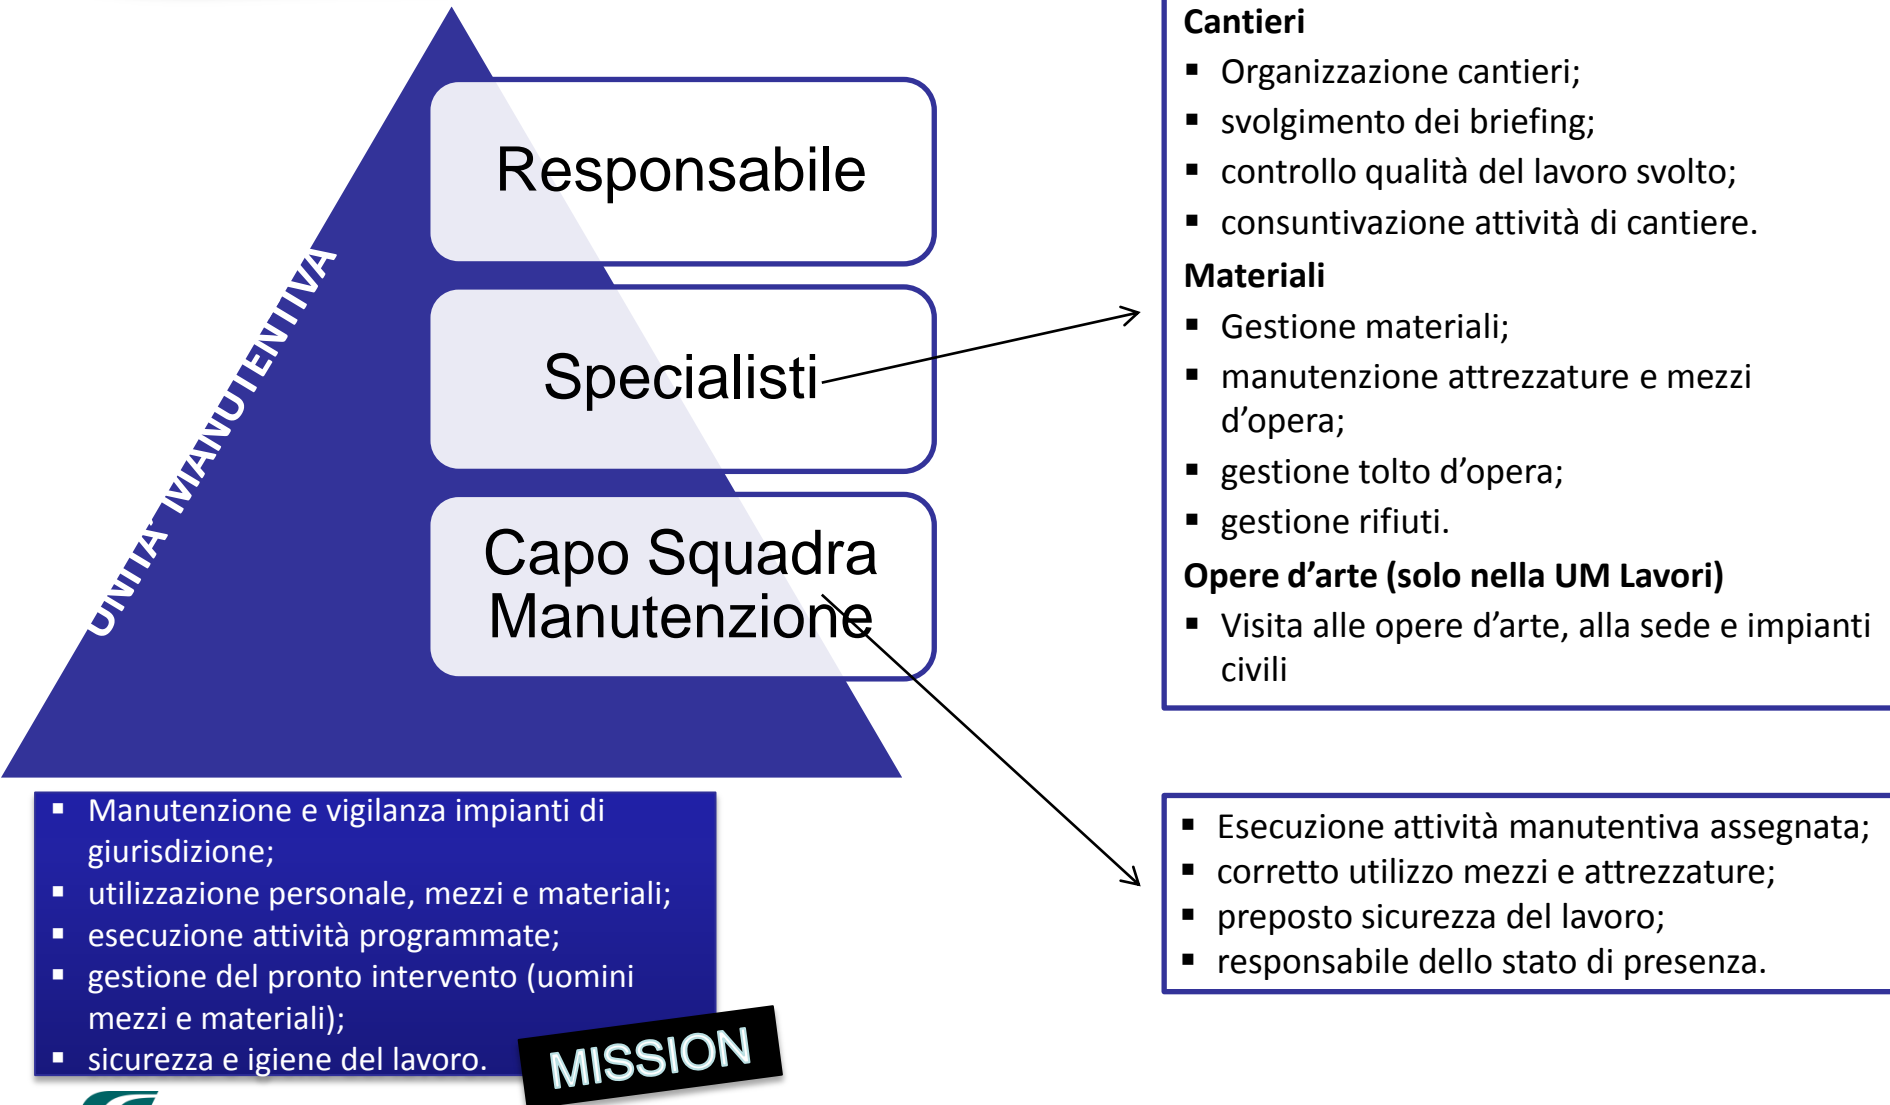 UNITA' MANUTENTIVA
Responsabile
Specialisti
Capo Squadra
Manutenzione
Cantieri
▪ Organizzazione cantieri;
▪ svolgimento dei briefing;
▪ controllo qualità del lavoro svolto;
▪ consuntivazione attività di cantiere.
Materiali
▪ Gestione materiali;
▪ manutenzione attrezzature e mezzi
d’opera;
▪ gestione tolto d’opera;
▪ gestione rifiuti.
Opere d’arte (solo nella UM Lavori)
▪ Visita alle opere d’arte, alla sede e impianti
civili
▪ Manutenzione e vigilanza impianti di
giurisdizione;
▪ utilizzazione personale, mezzi e materiali;
▪ esecuzione attività programmate;
▪ gestione del pronto intervento (uomini
mezzi e materiali);
▪ sicurezza e igiene del lavoro.
MISSION
▪ Esecuzione attività manutentiva assegnata;
▪ corretto utilizzo mezzi e attrezzature;
▪ preposto sicurezza del lavoro;
▪ responsabile dello stato di presenza.